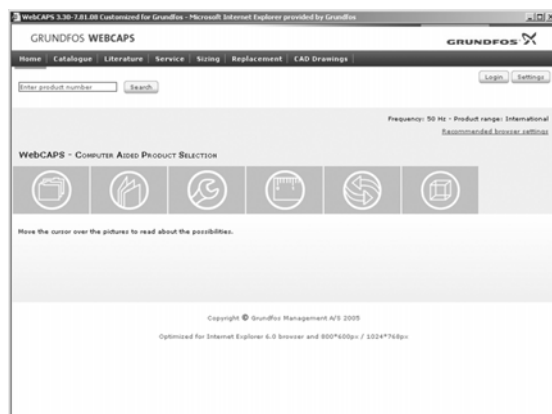 WebCAPS 3.30-7.01.00 Customized for Grundfos - Microsoft Internet Explorer provided by Grundfos
GRUNDFOS WEBCAPS
GRUNDFOS
Home | Catalogue | Literature | Service | Sizing | Replacement | CAD Drawings
Login Settings
Enter product number Search
Frequency: 50 Hz - Product range: International
Recommended browser settings
WebCAPS - Computer Aided Product Selection
Move the cursor over the pictures to read about the possibilities.
Copyright © Grundfos Management A/S 2005
Optimized for Internet Explorer 6.0 browser and 800*600px / 1024*768px